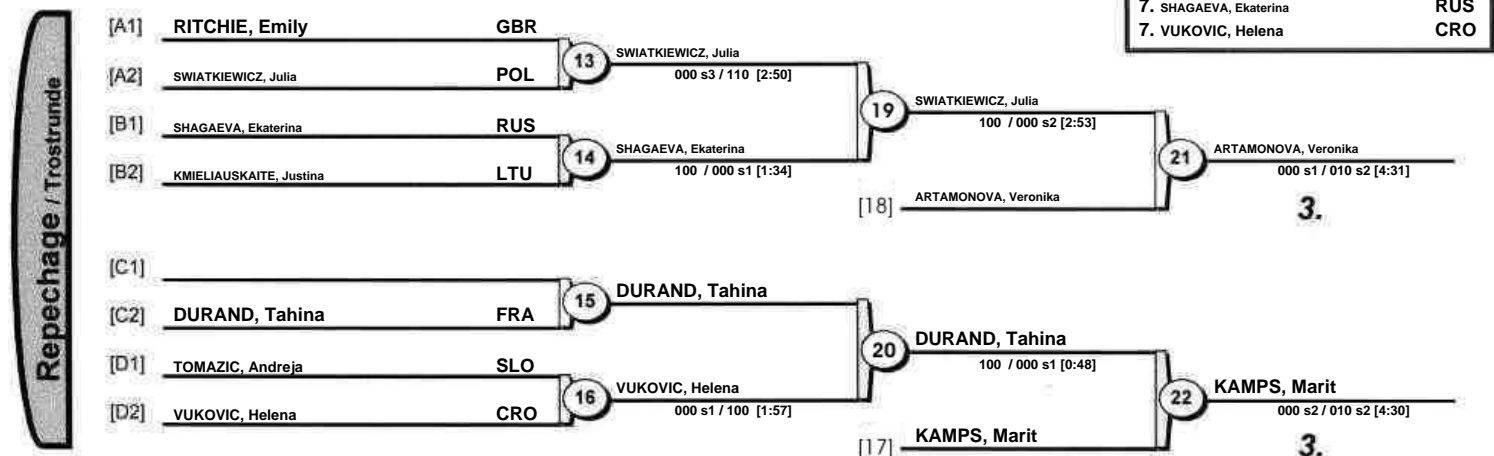 7. SHAGAEVA, Ekaterina RUS
7. VUKOVIC, Helena CRO
Repechage / Trostrunde
[A1] RITCHIE, Emily GBR
[A2] SWIATKIEWICZ, Julia POL
13
SWIATKIEWICZ, Julia
000 s3 / 110 [2:50]
[B1] SHAGAEVA, Ekaterina RUS
[B2] KMIELIAUSKAITE, Justina LTU
14
SHAGAEVA, Ekaterina
100 / 000 s1 [1:34]
19
SWIATKIEWICZ, Julia
100 / 000 s2 [2:53]
[18] ARTAMONOVA, Veronika
21
ARTAMONOVA, Veronika
000 s1 / 010 s2 [4:31]
3.
[C1]
[C2] DURAND, Tahina FRA
15
DURAND, Tahina
[D1] TOMAZIC, Andreja SLO
[D2] VUKOVIC, Helena CRO
16
VUKOVIC, Helena
000 s1 / 100 [1:57]
20
DURAND, Tahina
100 / 000 s1 [0:48]
[17] KAMPS, Marit
22
KAMPS, Marit
000 s2 / 010 s2 [4:30]
3.